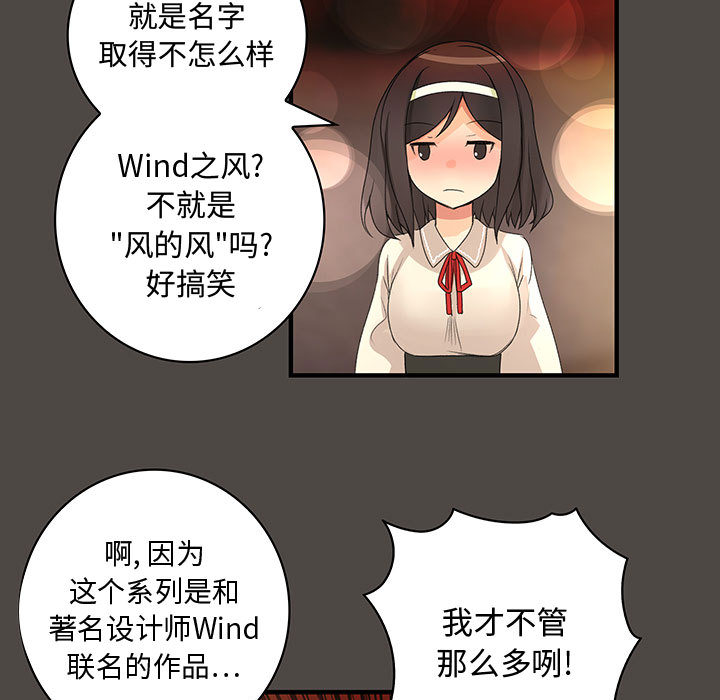 就是名字
取得不怎么样
Wind之风?
不就是
"风的风"吗?
好搞笑
啊, 因为
这个系列是和
著名设计师Wind
联名的作品...
我才不管
那么多咧!